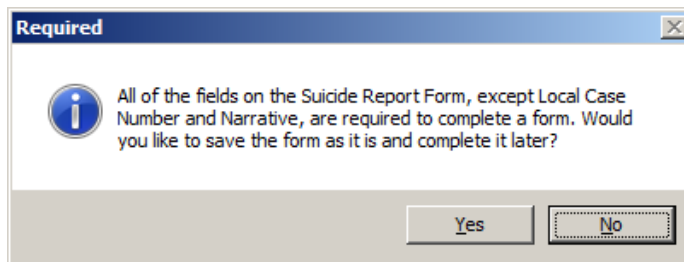 Required
All of the fields on the Suicide Report Form, except Local Case
Number and Narrative, are required to complete a form. Would
you like to save the form as it is and complete it later?
Yes No